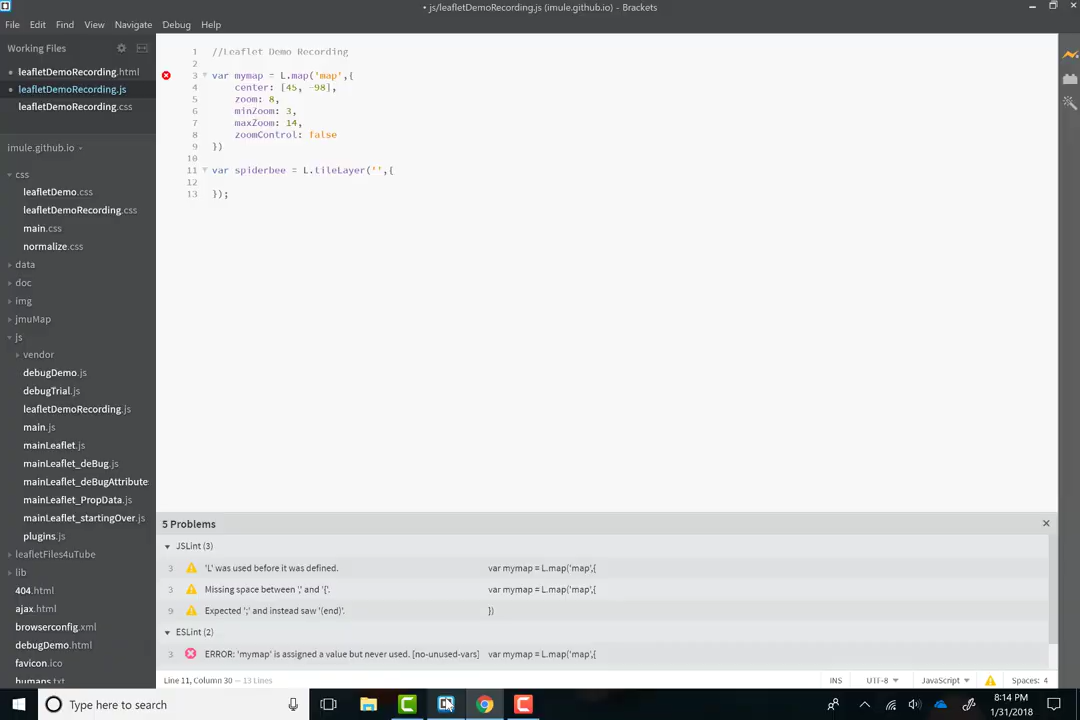 • js/leafletDemoRecording.js (imule.github.io) - Brackets
File Edit Find View Navigate Debug Help
Working Files
leafletDemoRecording.html
leafletDemoRecording.js
leafletDemoRecording.css
imule.github.io
css
leafletDemo.css
leafletDemoRecording.css
main.css
normalize.css
data
doc
img
jmuMap
js
vendor
debugDemo.js
debugTrial.js
leafletDemoRecording.js
main.js
mainLeaflet.js
mainLeaflet_deBug.js
mainLeaflet_deBugAttribute
mainLeaflet_PropData.js
mainLeaflet_startingOver.js
plugins.js
leafletFiles4uTube
lib
404.html
ajax.html
browserconfig.xml
debugDemo.html
favicon.ico
humans.txt
1 //Leaflet Demo Recording
2
3 var mymap = L.map('map',{
4 center: [45, -98],
5 zoom: 8,
6 minZoom: 3,
7 maxZoom: 14,
8 zoomControl: false
9 })
10
11 var spiderbee = L.tileLayer('',{
12
13 });
5 Problems
JSLint (3)
3 'L' was used before it was defined. var mymap = L.map('map',{
3 Missing space between ',' and '{'. var mymap = L.map('map',{
9 Expected ';' and instead saw '(end)'. })
ESLint (2)
3 ERROR: 'mymap' is assigned a value but never used. [no-unused-vars] var mymap = L.map('map',{
Line 11, Column 30 — 13 Lines
INS UTF-8 JavaScript Spaces: 4
Type here to search
8:14 PM
1/31/2018